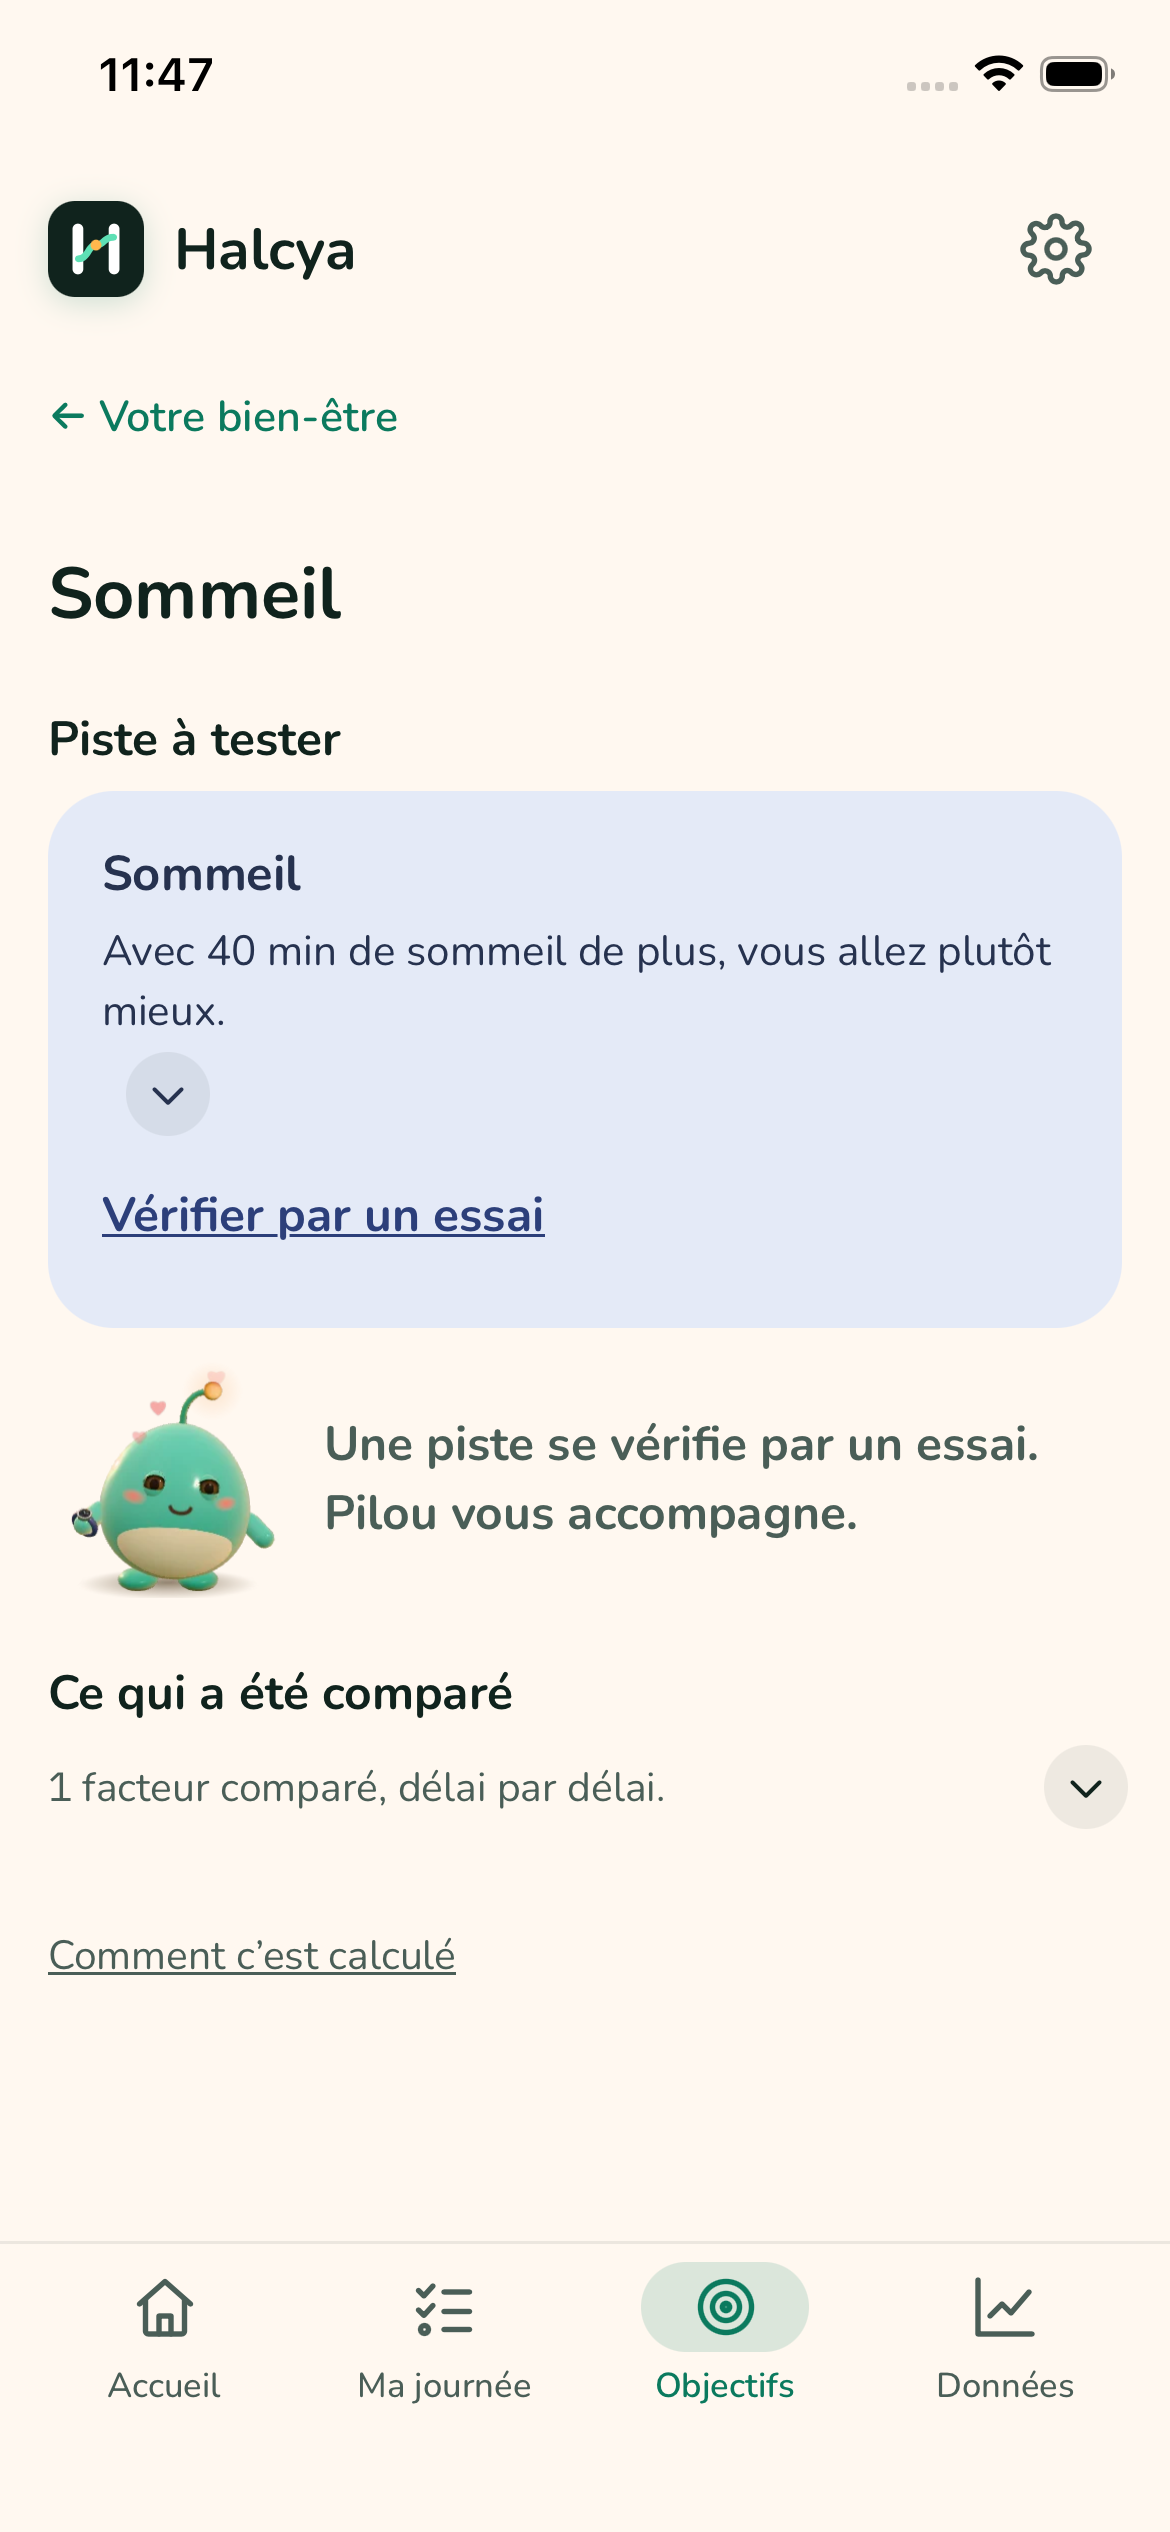 11:47
Halcya
← Votre bien-être
Sommeil
Piste à tester
Sommeil
Avec 40 min de sommeil de plus, vous allez plutôt
mieux.
Vérifier par un essai
Une piste se vérifie par un essai.
Pilou vous accompagne.
Ce qui a été comparé
1 facteur comparé, délai par délai.
Comment c’est calculé
Accueil
Ma journée
Objectifs
Données